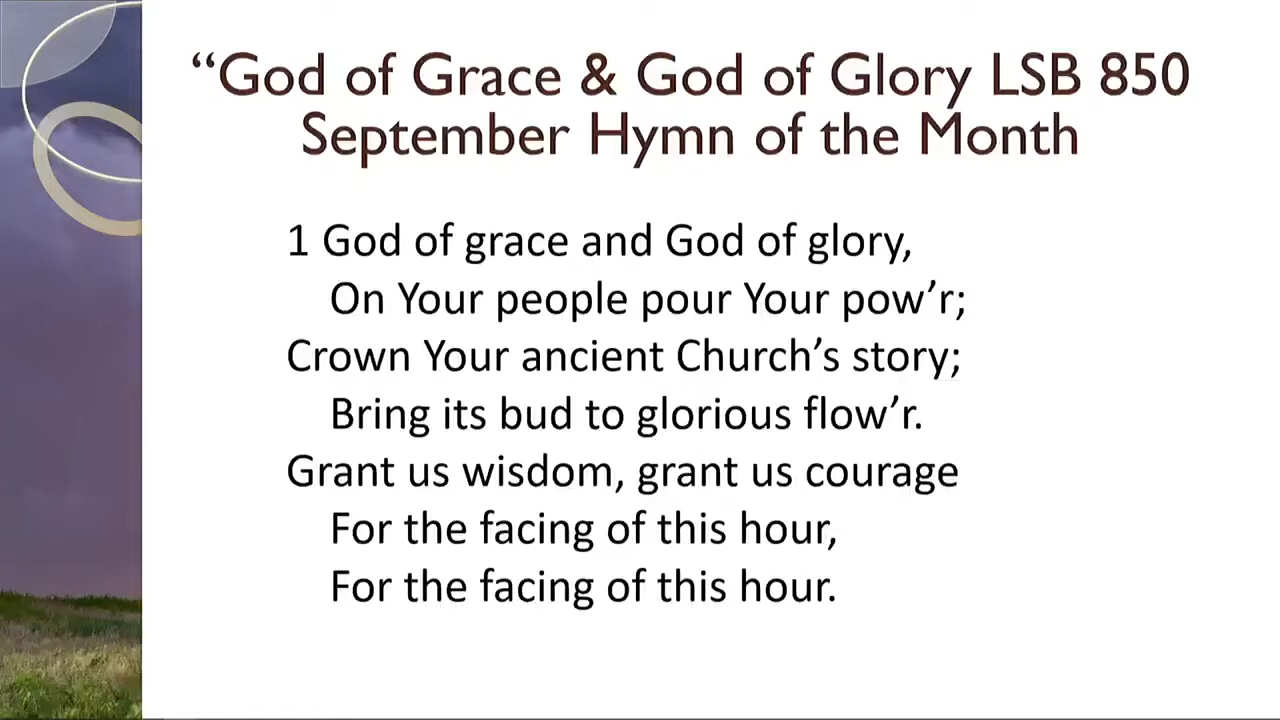 “God of Grace & God of Glory LSB 850
September Hymn of the Month
1 God of grace and God of glory,
On Your people pour Your pow’r;
Crown Your ancient Church’s story;
Bring its bud to glorious flow’r.
Grant us wisdom, grant us courage
For the facing of this hour,
For the facing of this hour.